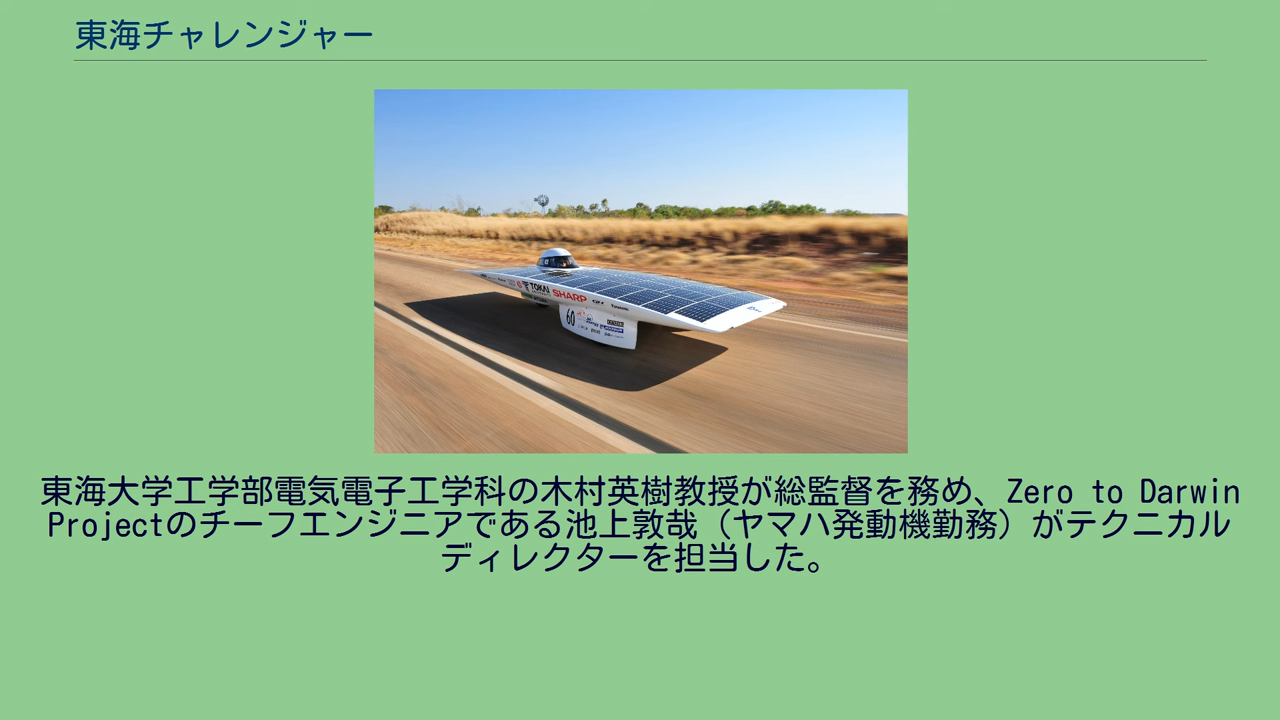 東海チャレンジャー
TOKAI
SHARP
60
東海大学工学部電気電子工学科の木村英樹教授が総監督を務め、Zero to Darwin
Projectのチーフエンジニアである池上敦哉（ヤマハ発動機勤務）がテクニカル
ディレクターを担当した。